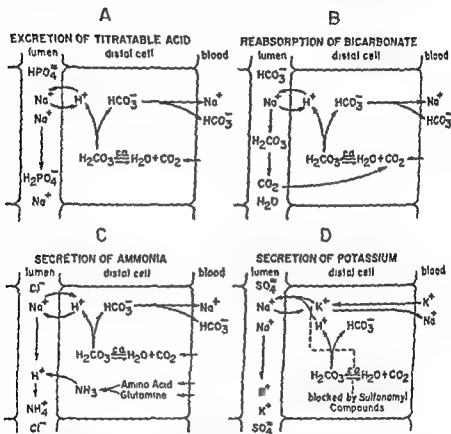 A
EXCRETION OF TITRATABLE ACID
lumen distal cell blood
HPO₄⁼
Na⁺ H⁺ HCO₃⁻ Na⁺
Na⁺ HCO₃⁻
H₂CO₃ ca H₂O+CO₂
H₂PO₄⁻
Na⁺
B
REABSORPTION OF BICARBONATE
lumen distal cell blood
HCO₃⁻
Na⁺ H⁺ HCO₃⁻ Na⁺
HCO₃⁻
H₂CO₃
H₂CO₃ ca H₂O+CO₂
CO₂
H₂O
C
SECRETION OF AMMONIA
lumen distal cell blood
Cl⁻
Na⁺ H⁺ HCO₃⁻ Na⁺
HCO₃⁻
H₂CO₃ ca H₂O+CO₂
H⁺
NH₃ Amino Acid
Glutamine
NH₄⁺
Cl⁻
D
SECRETION OF POTASSIUM
lumen distal cell blood
SO₄⁼
Na⁺ K⁺ K⁺
Na⁺ H⁺ HCO₃⁻ Na⁺
H₂CO₃ ca H₂O+CO₂
blocked by Sulfonamyl
Compounds
K⁺
SO₄⁼